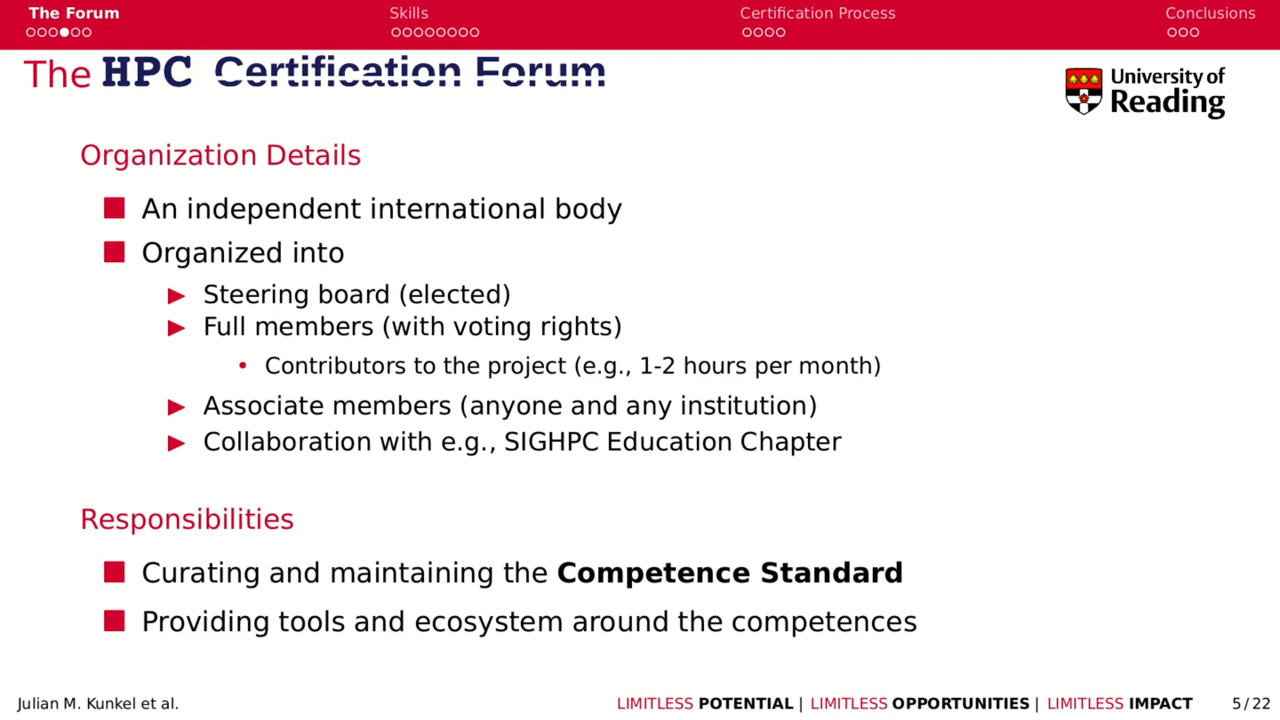 The Forum Skills Certification Process Conclusions
The HPC Certification Forum
University of
Reading
Organization Details
An independent international body
Organized into
Steering board (elected)
Full members (with voting rights)
Contributors to the project (e.g., 1-2 hours per month)
Associate members (anyone and any institution)
Collaboration with e.g., SIGHPC Education Chapter
Responsibilities
Curating and maintaining the Competence Standard
Providing tools and ecosystem around the competences
Julian M. Kunkel et al. LIMITLESS POTENTIAL | LIMITLESS OPPORTUNITIES | LIMITLESS IMPACT 5/22